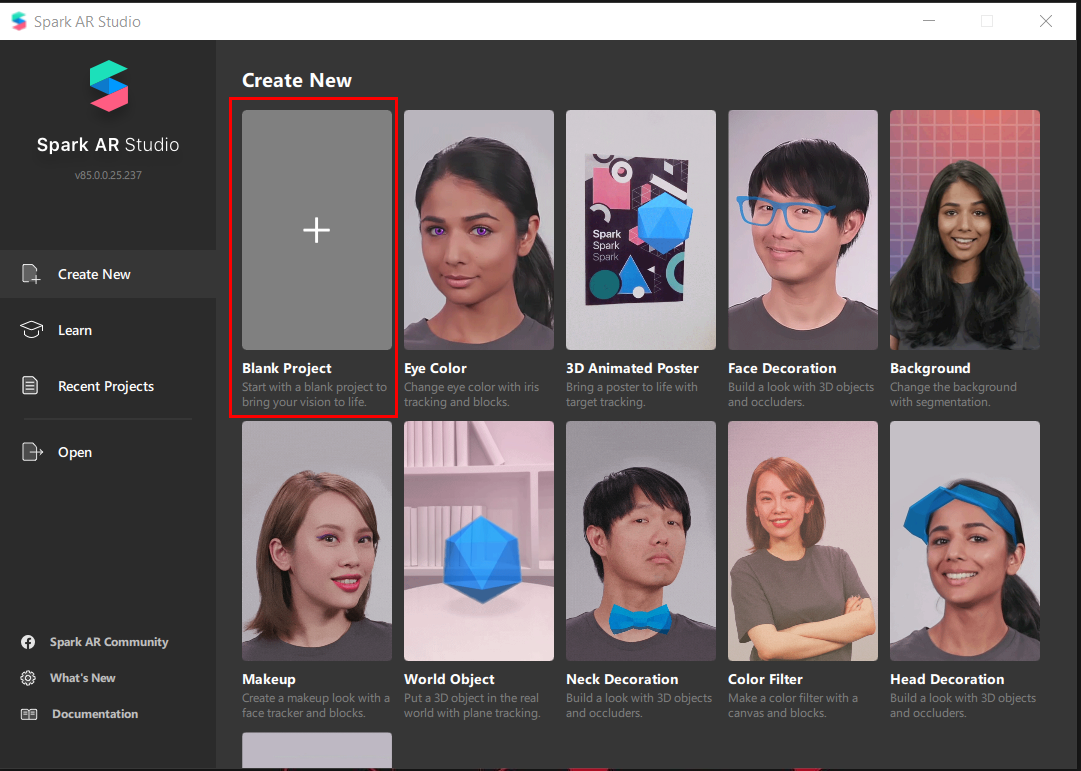 Spark AR Studio
Spark AR Studio
v85.0.0.25.237
Create New
Learn
Recent Projects
Open
Spark AR Community
What's New
Documentation
Create New
Blank Project
Start with a blank project to
bring your vision to life.
Eye Color
Change eye color with iris
tracking and blocks.
Spark
Spark
Spark
3D Animated Poster
Bring a poster to life with
target tracking.
Face Decoration
Build a look with 3D objects
and occluders.
Background
Change the background
with segmentation.
Makeup
Create a makeup look with a
face tracker and blocks.
World Object
Put a 3D object in the real
world with plane tracking.
Neck Decoration
Build a look with 3D objects
and occluders.
Color Filter
Make a color filter with a
canvas and blocks.
Head Decoration
Build a look with 3D objects
and occluders.